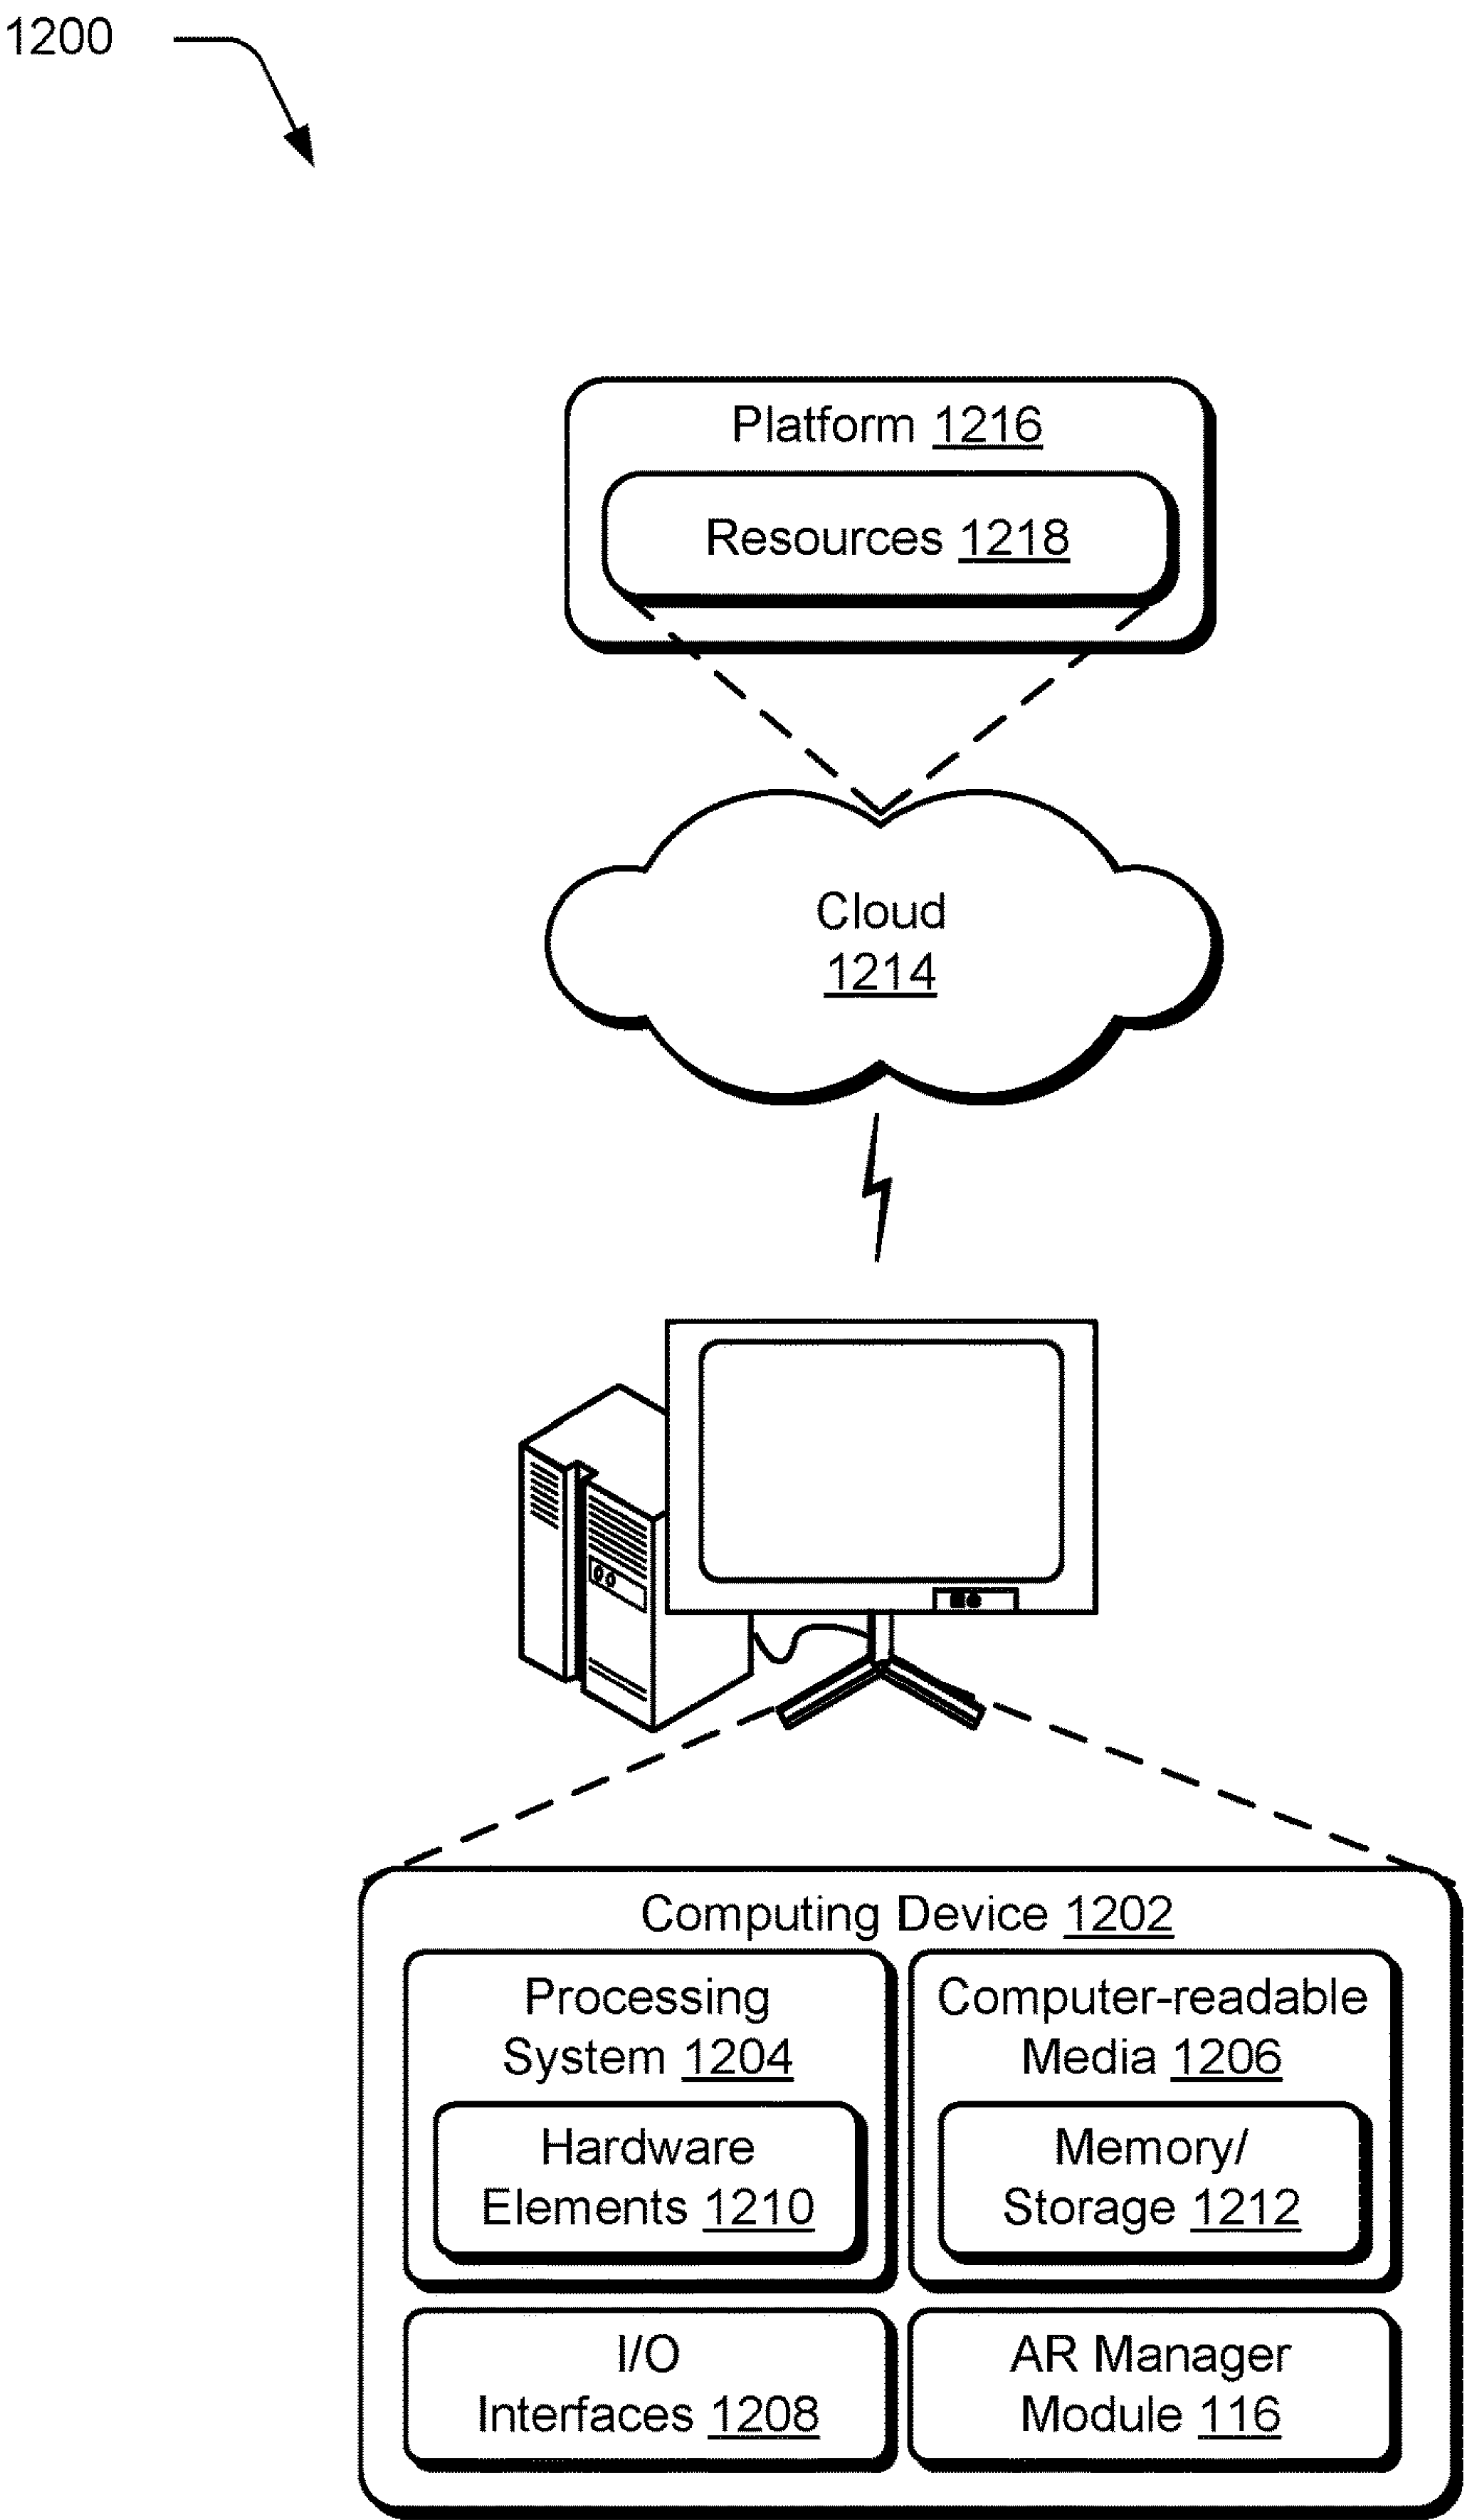 1200
Platform 1216
Resources 1218
Cloud
1214
Computing Device 1202
Processing
System 1204
Hardware
Elements 1210
Computer-readable
Media 1206
Memory/
Storage 1212
I/O
Interfaces 1208
AR Manager
Module 116